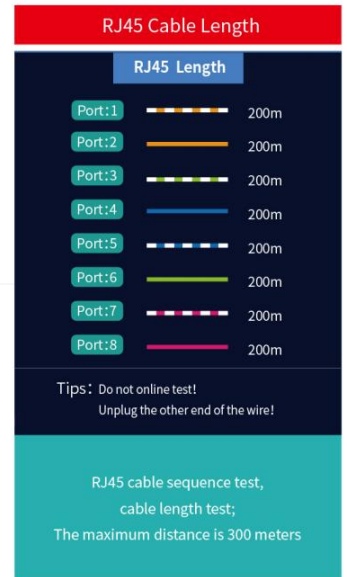 RJ45 Cable Length
RJ45 Length
Port:1 200m
Port:2 200m
Port:3 200m
Port:4 200m
Port:5 200m
Port:6 200m
Port:7 200m
Port:8 200m
Tips: Do not online test!
Unplug the other end of the wire!
RJ45 cable sequence test,
cable length test;
The maximum distance is 300 meters